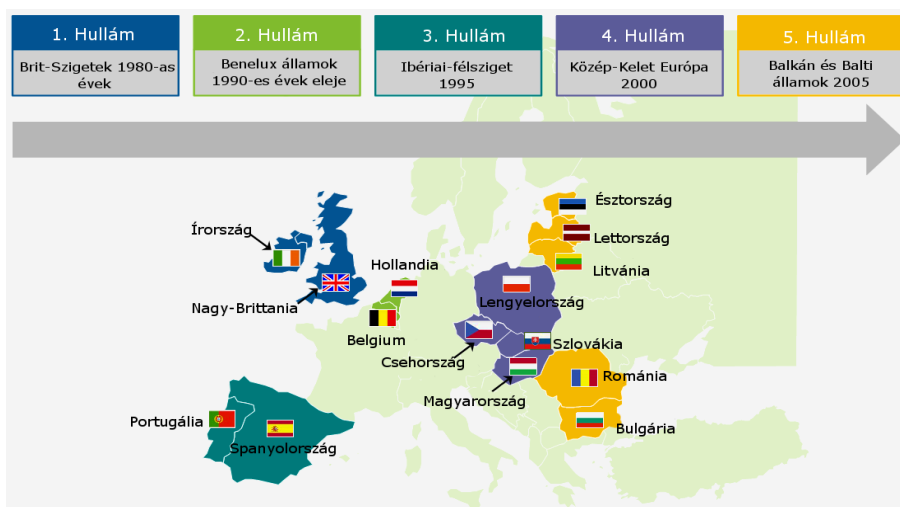 1. Hullám
Brit-Szigetek 1980-as
évek
2. Hullám
Benelux államok
1990-es évek eleje
3. Hullám
Ibériai-félsziget
1995
4. Hullám
Közép-Kelet Európa
2000
5. Hullám
Balkán és Balti
államok 2005
Észtország
Írország
Lettország
Hollandia
Litvánia
Nagy-Brittania
Lengyelország
Belgium
Szlovákia
Csehország
Románia
Magyarország
Portugália
Bulgária
Spanyolország